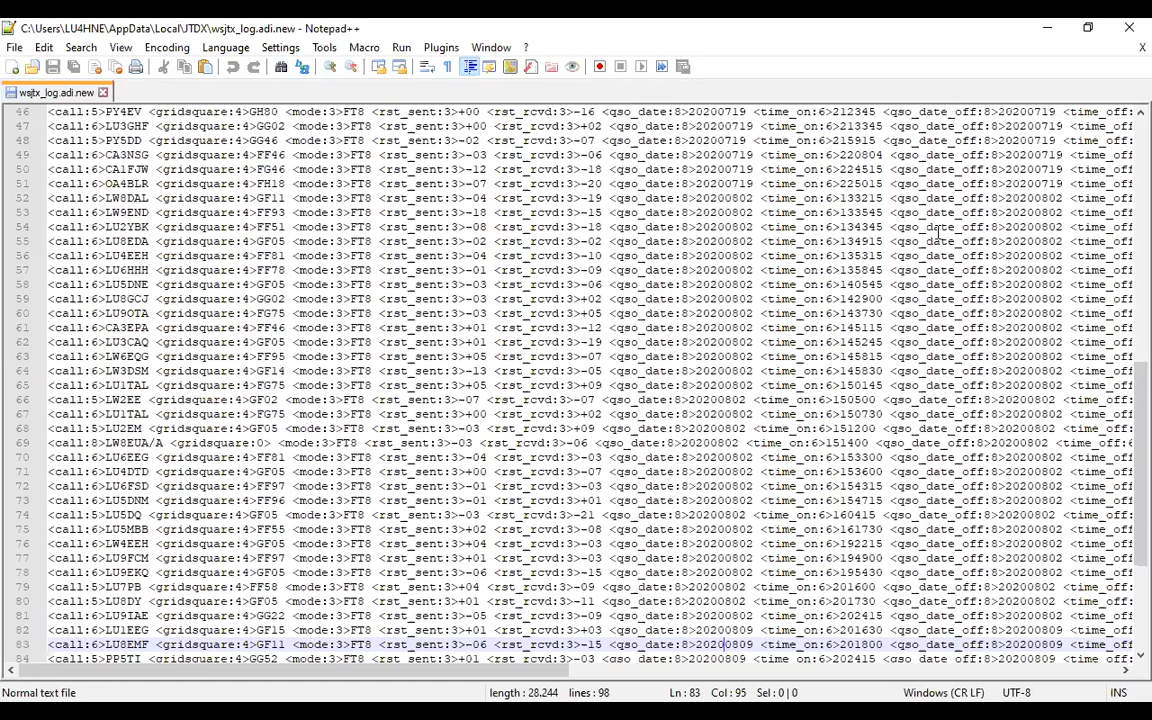 C:\Users\LU4HNE\AppData\Local\JTDX\wsjtx_log.adi.new - Notepad++
File Edit Search View Encoding Language Settings Tools Macro Run Plugins Window ? X
wsjtx_log.adi.new
46 <call:5>PY4EV <gridsquare:4>GH80 <mode:3>FT8 <rst_sent:3>+00 <rst_rcvd:3>-16 <qso_date:8>20200719 <time_on:6>212345 <qso_date_off:8>20200719 <time_off:
47 <call:6>LU3GHF <gridsquare:4>GG02 <mode:3>FT8 <rst_sent:3>+00 <rst_rcvd:3>+02 <qso_date:8>20200719 <time_on:6>213345 <qso_date_off:8>20200719 <time_off
48 <call:5>PY5DD <gridsquare:4>GG46 <mode:3>FT8 <rst_sent:3>-02 <rst_rcvd:3>-07 <qso_date:8>20200719 <time_on:6>215915 <qso_date_off:8>20200719 <time_off:
49 <call:6>CA3NSG <gridsquare:4>FF46 <mode:3>FT8 <rst_sent:3>-03 <rst_rcvd:3>-06 <qso_date:8>20200719 <time_on:6>220804 <qso_date_off:8>20200719 <time_off
50 <call:6>CA1FJW <gridsquare:4>FG46 <mode:3>FT8 <rst_sent:3>-12 <rst_rcvd:3>-18 <qso_date:8>20200719 <time_on:6>224515 <qso_date_off:8>20200719 <time_off
51 <call:6>OA4BLR <gridsquare:4>FH18 <mode:3>FT8 <rst_sent:3>-07 <rst_rcvd:3>-20 <qso_date:8>20200719 <time_on:6>225015 <qso_date_off:8>20200719 <time_off
52 <call:6>LW8DAL <gridsquare:4>GF11 <mode:3>FT8 <rst_sent:3>-04 <rst_rcvd:3>-19 <qso_date:8>20200802 <time_on:6>133215 <qso_date_off:8>20200802 <time_off
53 <call:6>LW9END <gridsquare:4>FF93 <mode:3>FT8 <rst_sent:3>-18 <rst_rcvd:3>-15 <qso_date:8>20200802 <time_on:6>133545 <qso_date_off:8>20200802 <time_off
54 <call:6>LU2YBK <gridsquare:4>FF51 <mode:3>FT8 <rst_sent:3>-08 <rst_rcvd:3>-18 <qso_date:8>20200802 <time_on:6>134345 <qso_date_off:8>20200802 <time_off
55 <call:6>LU8EDA <gridsquare:4>GF05 <mode:3>FT8 <rst_sent:3>-02 <rst_rcvd:3>-02 <qso_date:8>20200802 <time_on:6>134915 <qso_date_off:8>20200802 <time_off
56 <call:6>LU4EEH <gridsquare:4>FF81 <mode:3>FT8 <rst_sent:3>-04 <rst_rcvd:3>-10 <qso_date:8>20200802 <time_on:6>135315 <qso_date_off:8>20200802 <time_off
57 <call:6>LU6HHH <gridsquare:4>FF78 <mode:3>FT8 <rst_sent:3>-01 <rst_rcvd:3>-09 <qso_date:8>20200802 <time_on:6>135845 <qso_date_off:8>20200802 <time_off
58 <call:6>LU5DNE <gridsquare:4>GF05 <mode:3>FT8 <rst_sent:3>-03 <rst_rcvd:3>-06 <qso_date:8>20200802 <time_on:6>140545 <qso_date_off:8>20200802 <time_off
59 <call:6>LU8GCJ <gridsquare:4>GG02 <mode:3>FT8 <rst_sent:3>-03 <rst_rcvd:3>+02 <qso_date:8>20200802 <time_on:6>142900 <qso_date_off:8>20200802 <time_off
60 <call:6>LU9OTA <gridsquare:4>FG75 <mode:3>FT8 <rst_sent:3>-03 <rst_rcvd:3>+05 <qso_date:8>20200802 <time_on:6>143730 <qso_date_off:8>20200802 <time_off
61 <call:6>CA3EPA <gridsquare:4>FF46 <mode:3>FT8 <rst_sent:3>+01 <rst_rcvd:3>-12 <qso_date:8>20200802 <time_on:6>145115 <qso_date_off:8>20200802 <time_off
62 <call:6>LU3CAQ <gridsquare:4>GF05 <mode:3>FT8 <rst_sent:3>+01 <rst_rcvd:3>-19 <qso_date:8>20200802 <time_on:6>145245 <qso_date_off:8>20200802 <time_off
63 <call:6>LW6EQG <gridsquare:4>FF95 <mode:3>FT8 <rst_sent:3>+05 <rst_rcvd:3>-07 <qso_date:8>20200802 <time_on:6>145815 <qso_date_off:8>20200802 <time_off
64 <call:6>LW3DSM <gridsquare:4>GF14 <mode:3>FT8 <rst_sent:3>-13 <rst_rcvd:3>-05 <qso_date:8>20200802 <time_on:6>145830 <qso_date_off:8>20200802 <time_off
65 <call:6>LU1TAL <gridsquare:4>FG75 <mode:3>FT8 <rst_sent:3>+05 <rst_rcvd:3>+09 <qso_date:8>20200802 <time_on:6>150145 <qso_date_off:8>20200802 <time_off
66 <call:5>LW2EE <gridsquare:4>GF02 <mode:3>FT8 <rst_sent:3>-07 <rst_rcvd:3>-07 <qso_date:8>20200802 <time_on:6>150500 <qso_date_off:8>20200802 <time_off:
67 <call:6>LU1TAL <gridsquare:4>FG75 <mode:3>FT8 <rst_sent:3>+00 <rst_rcvd:3>+02 <qso_date:8>20200802 <time_on:6>150730 <qso_date_off:8>20200802 <time_off
68 <call:5>LU2EM <gridsquare:4>GF05 <mode:3>FT8 <rst_sent:3>-03 <rst_rcvd:3>+09 <qso_date:8>20200802 <time_on:6>151200 <qso_date_off:8>20200802 <time_off:
69 <call:8>LW8EUA/A <gridsquare:0> <mode:3>FT8 <rst_sent:3>-03 <rst_rcvd:3>-06 <qso_date:8>20200802 <time_on:6>151400 <qso_date_off:8>20200802 <time_off:6
70 <call:6>LU6EEG <gridsquare:4>FF81 <mode:3>FT8 <rst_sent:3>-04 <rst_rcvd:3>-03 <qso_date:8>20200802 <time_on:6>153300 <qso_date_off:8>20200802 <time_off
71 <call:6>LU4DTD <gridsquare:4>GF05 <mode:3>FT8 <rst_sent:3>+00 <rst_rcvd:3>-07 <qso_date:8>20200802 <time_on:6>153600 <qso_date_off:8>20200802 <time_off
72 <call:6>LU6FSD <gridsquare:4>FF97 <mode:3>FT8 <rst_sent:3>-01 <rst_rcvd:3>-03 <qso_date:8>20200802 <time_on:6>154315 <qso_date_off:8>20200802 <time_off
73 <call:6>LU5DNM <gridsquare:4>FF96 <mode:3>FT8 <rst_sent:3>-01 <rst_rcvd:3>+01 <qso_date:8>20200802 <time_on:6>154715 <qso_date_off:8>20200802 <time_off
74 <call:5>LU5DQ <gridsquare:4>GF05 <mode:3>FT8 <rst_sent:3>-03 <rst_rcvd:3>-21 <qso_date:8>20200802 <time_on:6>160415 <qso_date_off:8>20200802 <time_off:
75 <call:6>LU5MBB <gridsquare:4>FF55 <mode:3>FT8 <rst_sent:3>+02 <rst_rcvd:3>-08 <qso_date:8>20200802 <time_on:6>161730 <qso_date_off:8>20200802 <time_off
76 <call:6>LW4EEH <gridsquare:4>GF05 <mode:3>FT8 <rst_sent:3>+04 <rst_rcvd:3>-03 <qso_date:8>20200802 <time_on:6>192215 <qso_date_off:8>20200802 <time_off
77 <call:6>LU9FCM <gridsquare:4>FF97 <mode:3>FT8 <rst_sent:3>+01 <rst_rcvd:3>-03 <qso_date:8>20200802 <time_on:6>194900 <qso_date_off:8>20200802 <time_off
78 <call:6>LU9EKQ <gridsquare:4>GF05 <mode:3>FT8 <rst_sent:3>-06 <rst_rcvd:3>-15 <qso_date:8>20200802 <time_on:6>195430 <qso_date_off:8>20200802 <time_off
79 <call:5>LU7PB <gridsquare:4>FF58 <mode:3>FT8 <rst_sent:3>+04 <rst_rcvd:3>-09 <qso_date:8>20200802 <time_on:6>201600 <qso_date_off:8>20200802 <time_off:
80 <call:5>LU8DY <gridsquare:4>GF05 <mode:3>FT8 <rst_sent:3>+01 <rst_rcvd:3>-11 <qso_date:8>20200802 <time_on:6>201730 <qso_date_off:8>20200802 <time_off:
81 <call:6>LU9IAE <gridsquare:4>GG22 <mode:3>FT8 <rst_sent:3>-05 <rst_rcvd:3>-09 <qso_date:8>20200802 <time_on:6>202415 <qso_date_off:8>20200802 <time_off
82 <call:6>LU1EEG <gridsquare:4>GF15 <mode:3>FT8 <rst_sent:3>+01 <rst_rcvd:3>+03 <qso_date:8>20200809 <time_on:6>201630 <qso_date_off:8>20200809 <time_off
83 <call:6>LU8EMF <gridsquare:4>GF11 <mode:3>FT8 <rst_sent:3>-06 <rst_rcvd:3>-15 <qso_date:8>20200809 <time_on:6>201800 <qso_date_off:8>20200809 <time_off
84 <call:5>PP5TI <gridsquare:4>GG52 <mode:3>FT8 <rst_sent:3>+01 <rst_rcvd:3>-03 <qso_date:8>20200809 <time_on:6>202415 <qso_date_off:8>20200809 <time_off:
Normal text file length : 28.244 lines : 98 Ln : 83 Col : 95 Sel : 0 | 0 Windows (CR LF) UTF-8 INS